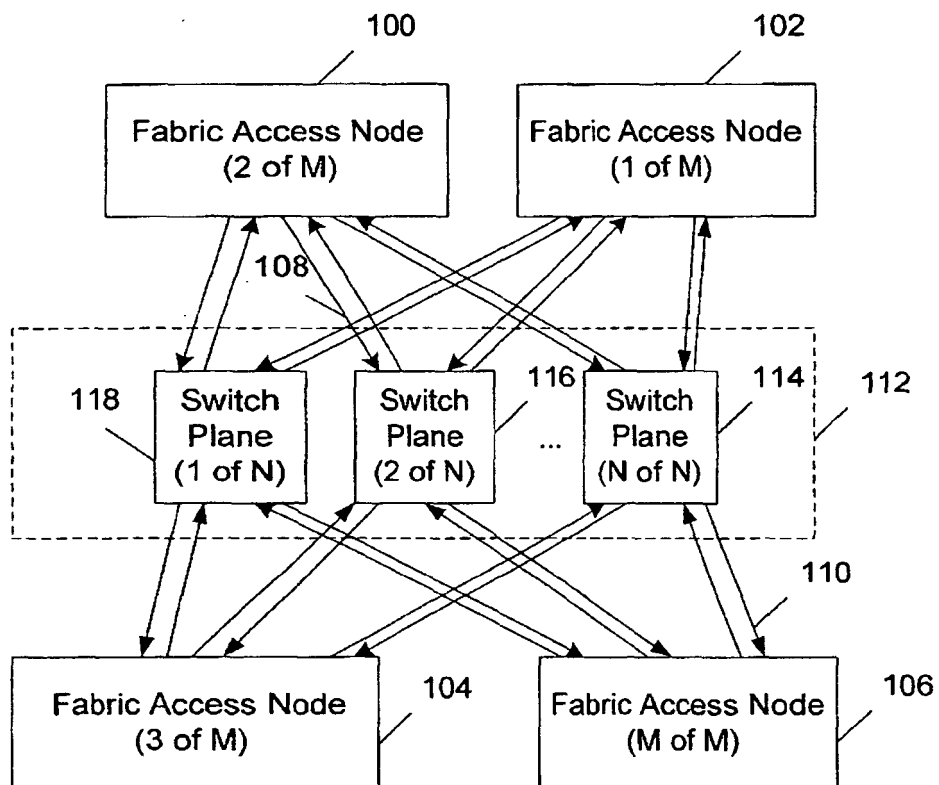 100
102
Fabric Access Node
(2 of M)
Fabric Access Node
(1 of M)
108
118
Switch
Plane
(1 of N)
Switch
Plane
(2 of N)
116
...
Switch
Plane
(N of N)
114
112
110
Fabric Access Node
(3 of M)
104
Fabric Access Node
(M of M)
106